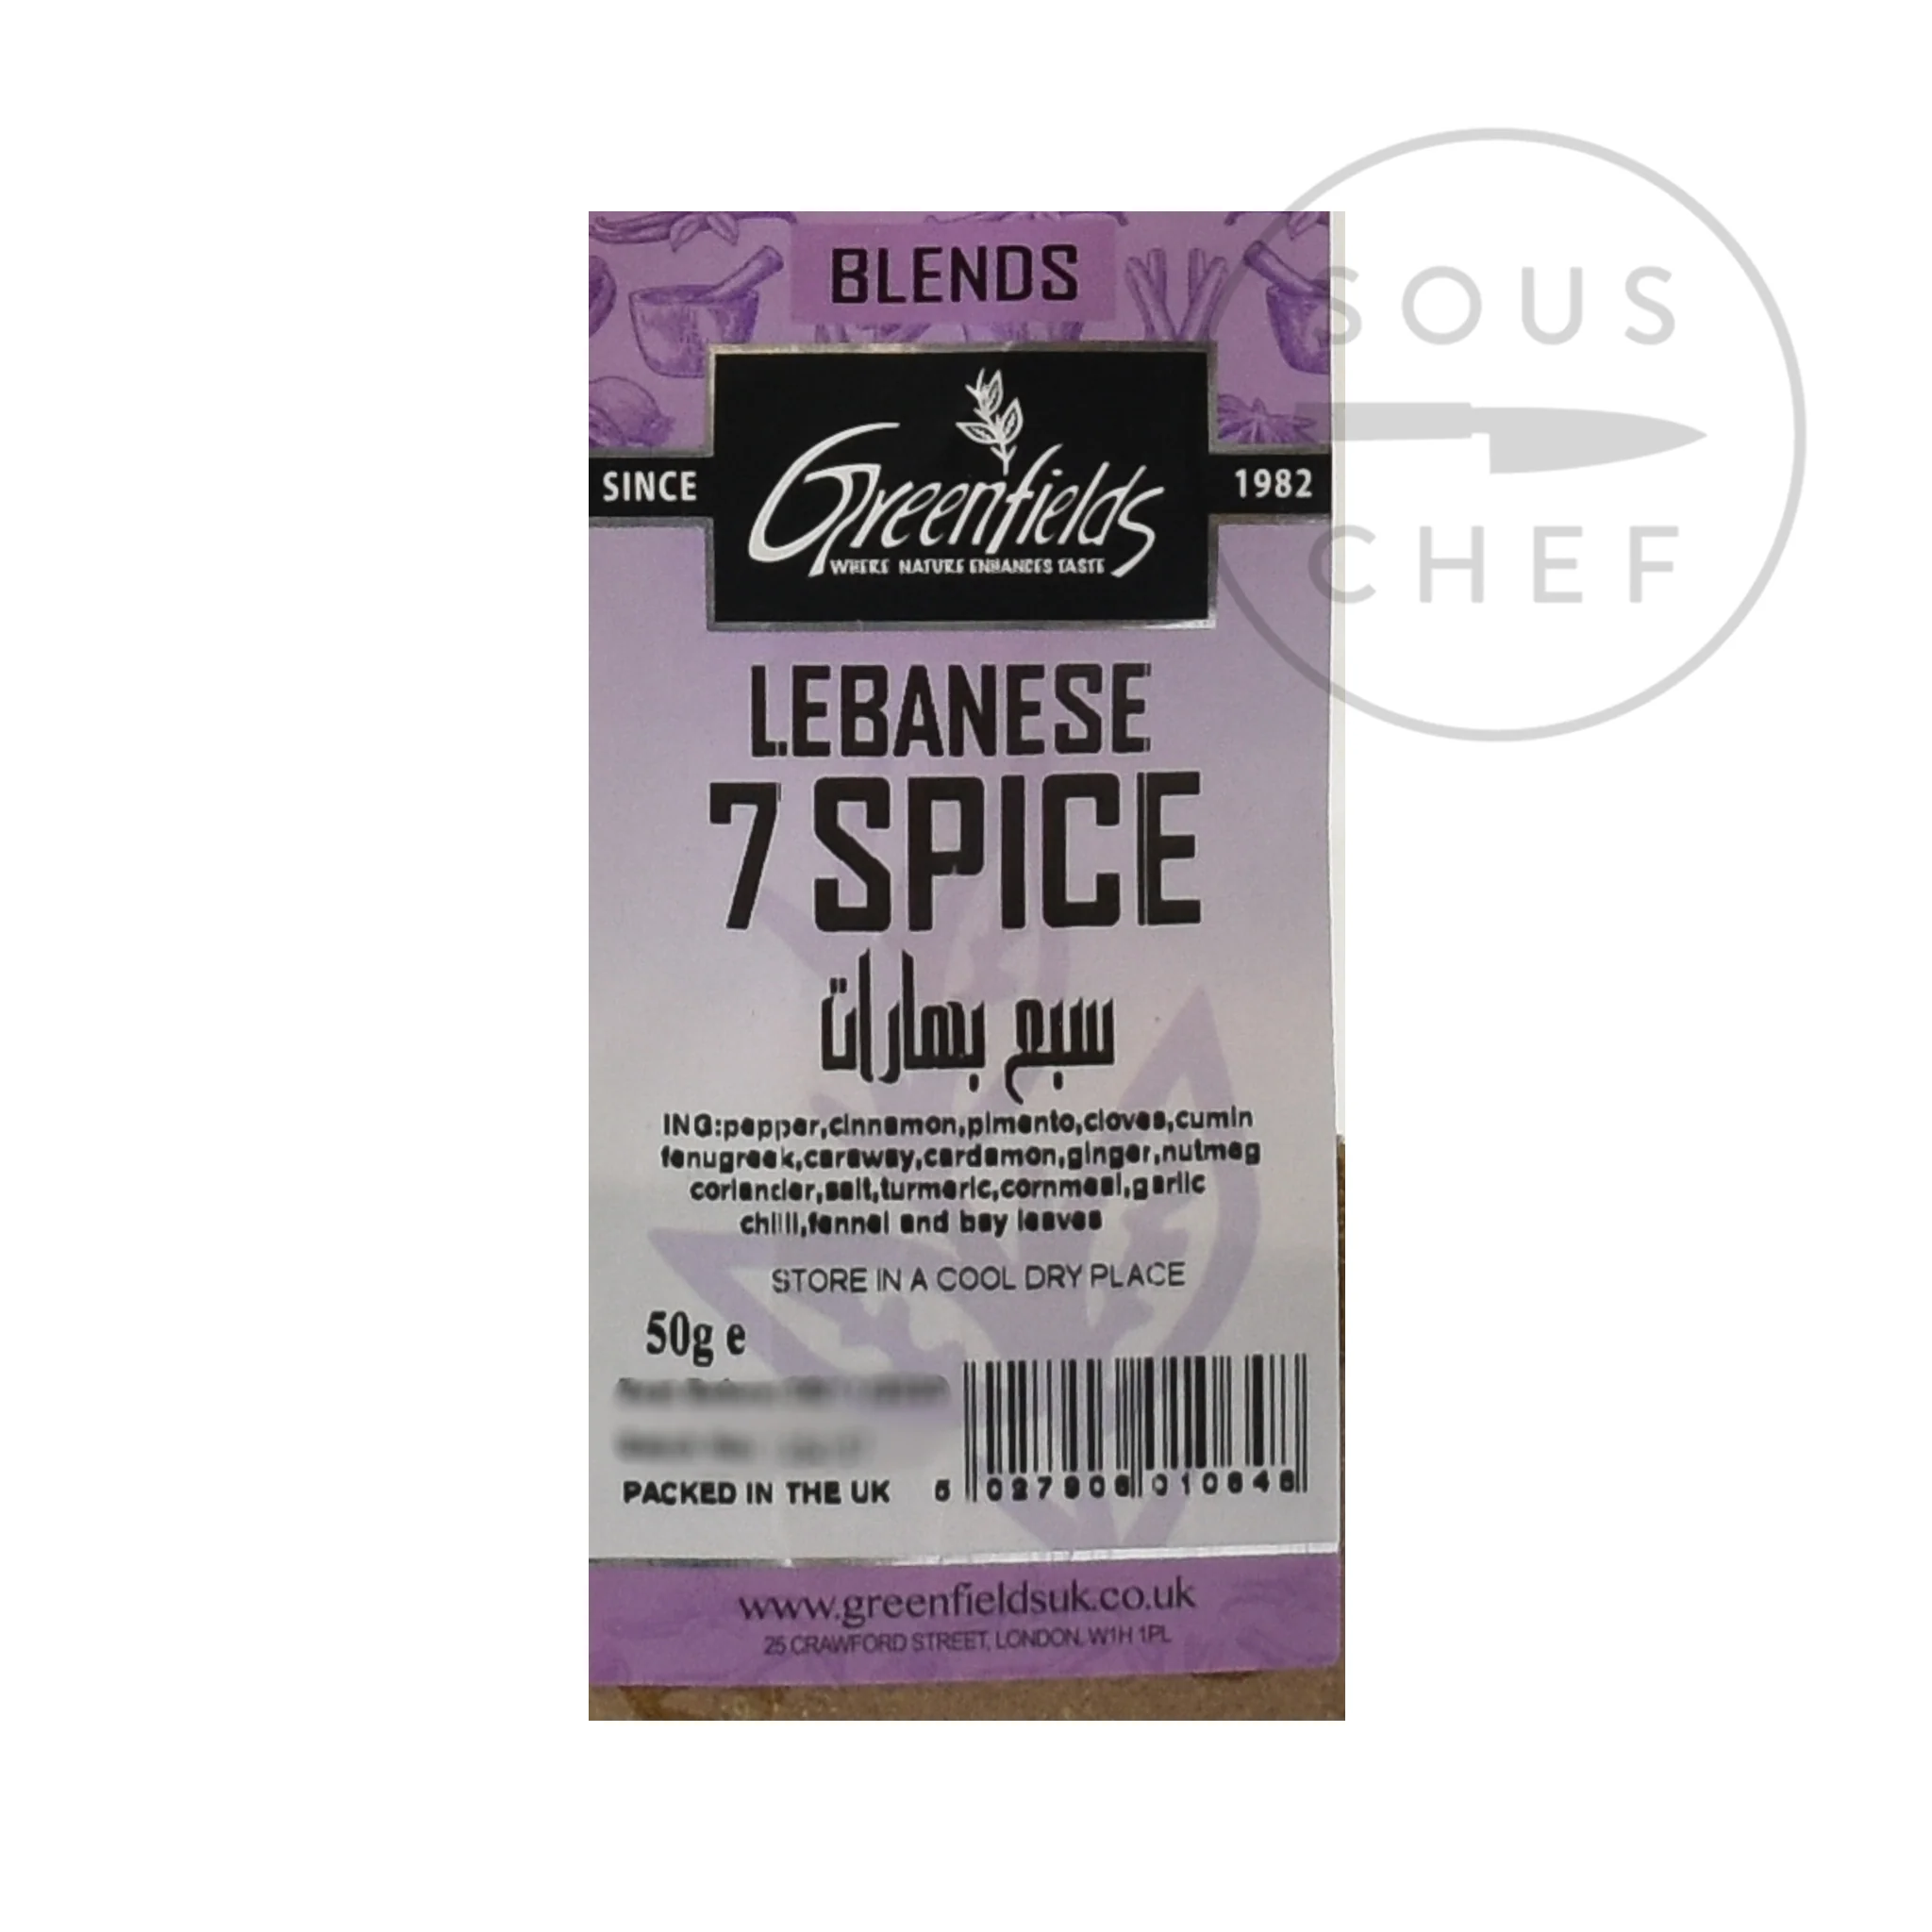 BLENDS
SOUS
CHEF
SINCE
Greenfields
1982
WHERE NATURE ENHANCES TASTE
LEBANESE
7 SPICE
سبع بهارات
ING:pepper,cinnamon,pimento,cloves,cumin
fenugreek,caraway,cardamon,ginger,nutmeg
coriander,salt,turmeric,cornmeal,garlic
chilli,fennel and bay leaves
STORE IN A COOL DRY PLACE
50g e
PACKED IN THE UK
5 027906 010646
www.greenfieldsuk.co.uk
25 CRAWFORD STREET, LONDON, W1H 1PL